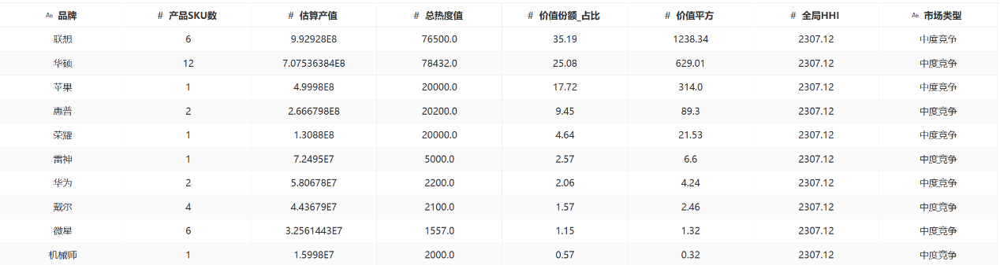 Ab 品牌 # 产品SKU数 # 估算产值 # 总热度值 # 价值份额_占比 # 价值平方 # 全局HHI Ab 市场类型
联想 6 9.92928E8 76500.0 35.19 1238.34 2307.12 中度竞争
华硕 12 7.07536384E8 78432.0 25.08 629.01 2307.12 中度竞争
苹果 1 4.9998E8 20000.0 17.72 314.0 2307.12 中度竞争
惠普 2 2.666798E8 20200.0 9.45 89.3 2307.12 中度竞争
荣耀 1 1.3088E8 20000.0 4.64 21.53 2307.12 中度竞争
雷神 1 7.2495E7 5000.0 2.57 6.6 2307.12 中度竞争
华为 2 5.80678E7 2200.0 2.06 4.24 2307.12 中度竞争
戴尔 4 4.43679E7 2100.0 1.57 2.46 2307.12 中度竞争
微星 6 3.2561443E7 1557.0 1.15 1.32 2307.12 中度竞争
机械师 1 1.5998E7 2000.0 0.57 0.32 2307.12 中度竞争